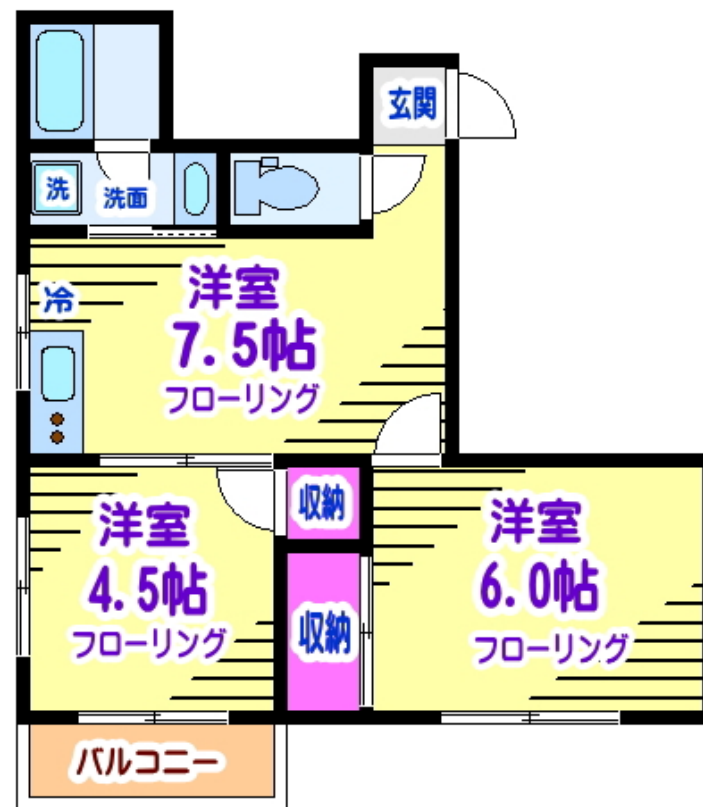 玄関
洗
洗面
冷
洋室
7.5帖
フローリング
収納
洋室
4.5帖
フローリング
洋室
6.0帖
フローリング
収納
バルコニー